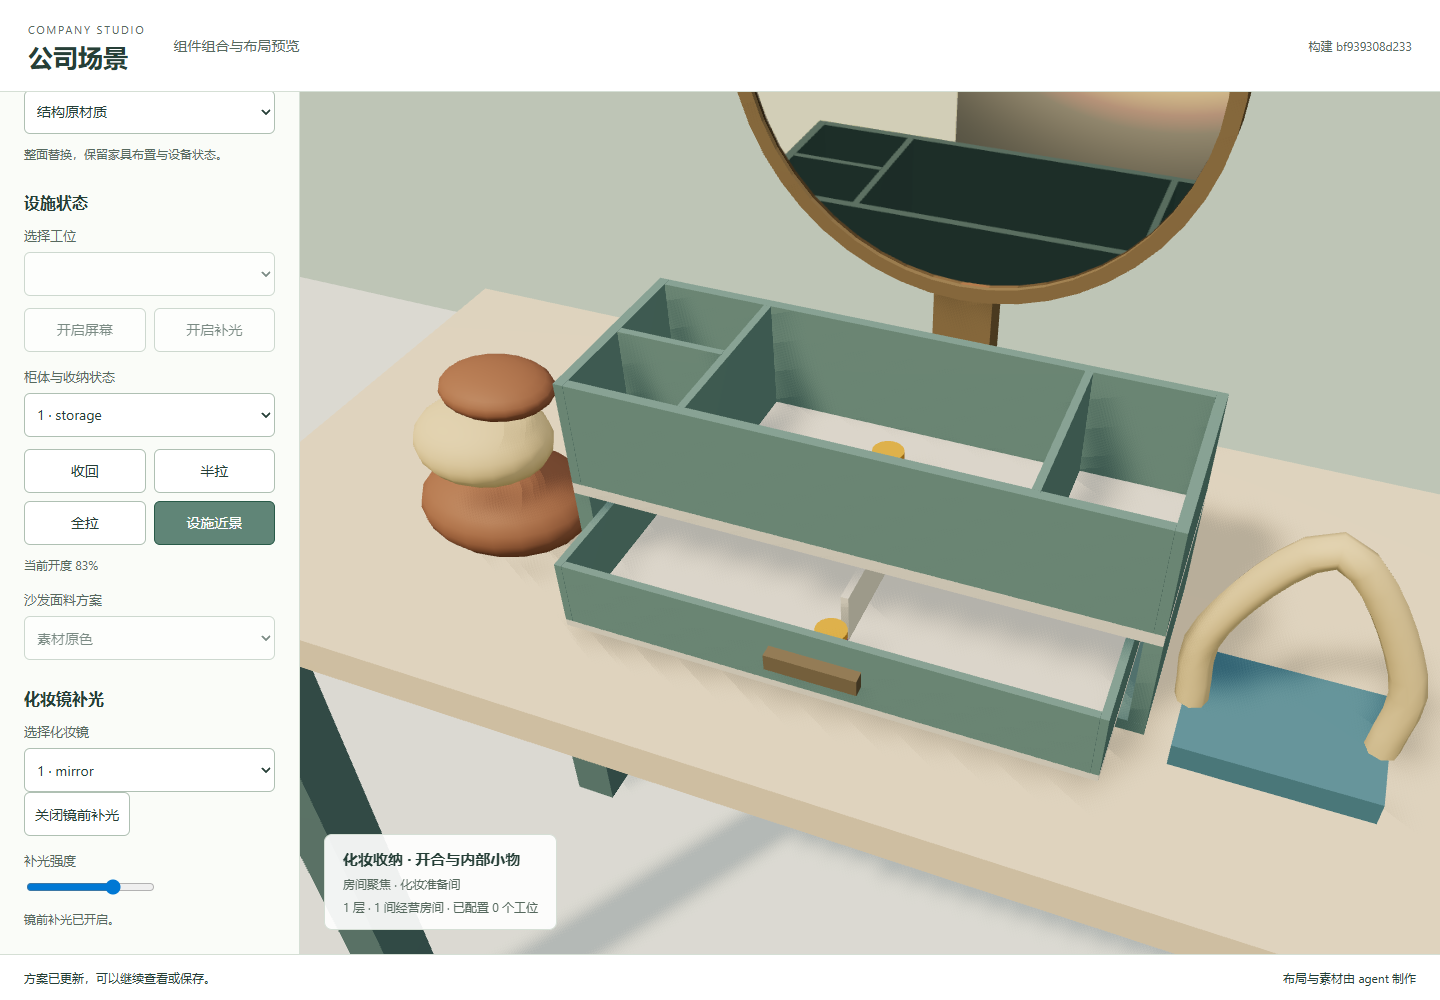 COMPANY STUDIO
公司场景
组件组合与布局预览
构建 bf939308d233
结构原材质
整面替换，保留家具布置与设备状态。
设施状态
选择工位
开启屏幕
开启补光
柜体与收纳状态
1 · storage
收回
半拉
全拉
设施近景
当前开度 83%
沙发面料方案
素材原色
化妆镜补光
选择化妆镜
1 · mirror
关闭镜前补光
补光强度
镜前补光已开启。
化妆收纳 · 开合与内部小物
房间聚焦 · 化妆准备间
1 层 · 1 间经营房间 · 已配置 0 个工位
方案已更新，可以继续查看或保存。
布局与素材由 agent 制作